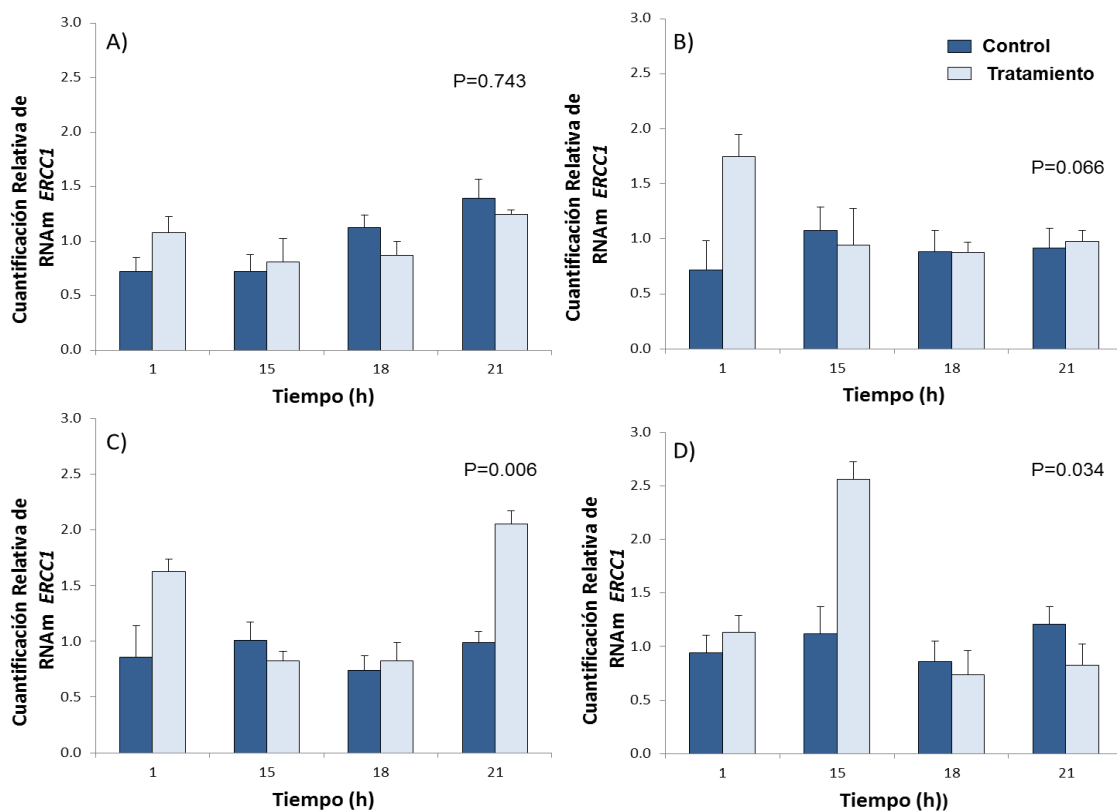 A)
P=0.743
3.0
2.5
2.0
1.5
1.0
0.5
0.0
Cuantificación Relativa de
RNAm ERCC1
1 15 18 21
Tiempo (h)
B)
Control
Tratamiento
P=0.066
3.0
2.5
2.0
1.5
1.0
0.5
0.0
Cuantificación Relativa de
RNAm ERCC1
1 15 18 21
Tiempo (h)
C)
P=0.006
3.0
2.5
2.0
1.5
1.0
0.5
0.0
Cuantificación Relativa de
RNAm ERCC1
1 15 18 21
Tiempo (h)
D)
P=0.034
3.0
2.5
2.0
1.5
1.0
0.5
0.0
Cuantificación Relativa de
RNAm ERCC1
1 15 18 21
Tiempo (h))